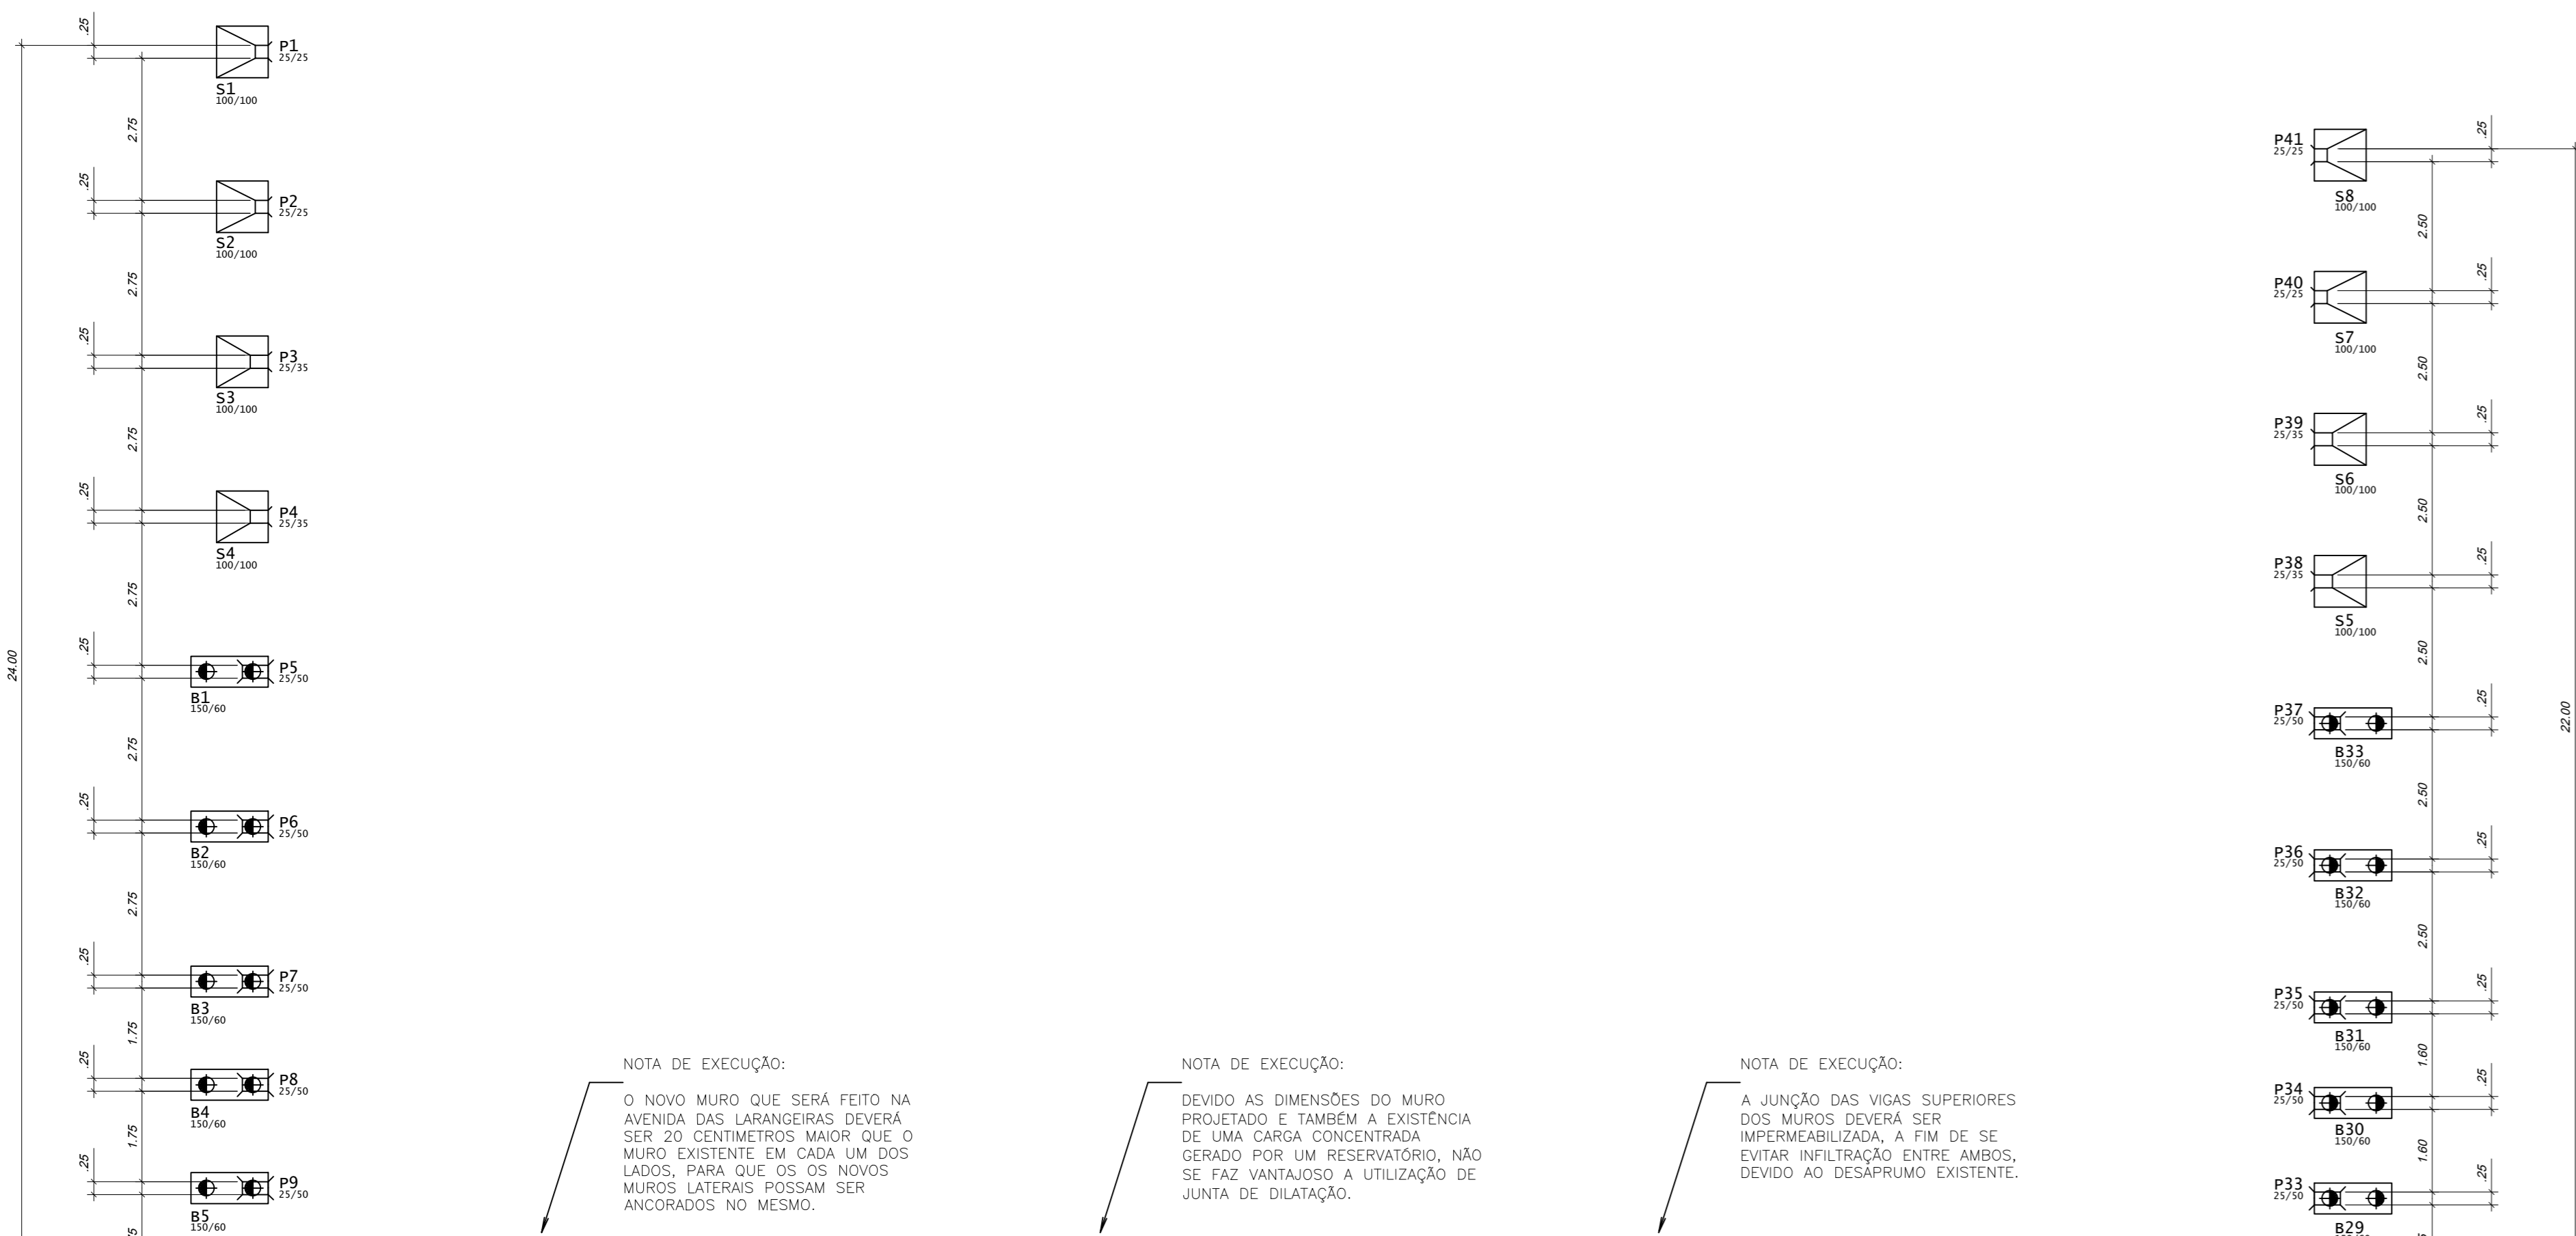 .25
P1
25/25
S1
100/100
2.75
.25
P2
25/25
S2
100/100
2.75
.25
P3
25/35
S3
100/100
2.75
.25
P4
25/35
S4
100/100
2.75
24.00
.25
P5
25/50
B1
150/60
2.75
.25
P6
25/50
B2
150/60
2.75
.25
P7
25/50
B3
150/60
1.75
.25
P8
25/50
B4
150/60
1.75
.25
P9
25/50
B5
150/60
NOTA DE EXECUÇÃO:
O NOVO MURO QUE SERÁ FEITO NA
AVENIDA DAS LARANGEIRAS DEVERÁ
SER 20 CENTIMETROS MAIOR QUE O
MURO EXISTENTE EM CADA UM DOS
LADOS, PARA QUE OS OS NOVOS
MUROS LATERAIS POSSAM SER
ANCORADOS NO MESMO.
NOTA DE EXECUÇÃO:
DEVIDO AS DIMENSÕES DO MURO
PROJETADO E TAMBÉM A EXISTÊNCIA
DE UMA CARGA CONCENTRADA
GERADO POR UM RESERVATÓRIO, NÃO
SE FAZ VANTAJOSO A UTILIZAÇÃO DE
JUNTA DE DILATAÇÃO.
NOTA DE EXECUÇÃO:
A JUNÇÃO DAS VIGAS SUPERIORES
DOS MUROS DEVERÁ SER
IMPERMEABILIZADA, A FIM DE SE
EVITAR INFILTRAÇÃO ENTRE AMBOS,
DEVIDO AO DESAPRUMO EXISTENTE.
P41
25/25
.25
S8
100/100
2.50
P40
25/25
.25
S7
100/100
2.50
P39
25/35
.25
S6
100/100
2.50
P38
25/35
.25
S5
100/100
2.50
P37
25/50
.25
22.00
B33
150/60
2.50
P36
25/50
.25
B32
150/60
2.50
P35
25/50
.25
B31
150/60
1.60
P34
25/50
.25
B30
150/60
1.60
P33
25/50
.25
B29